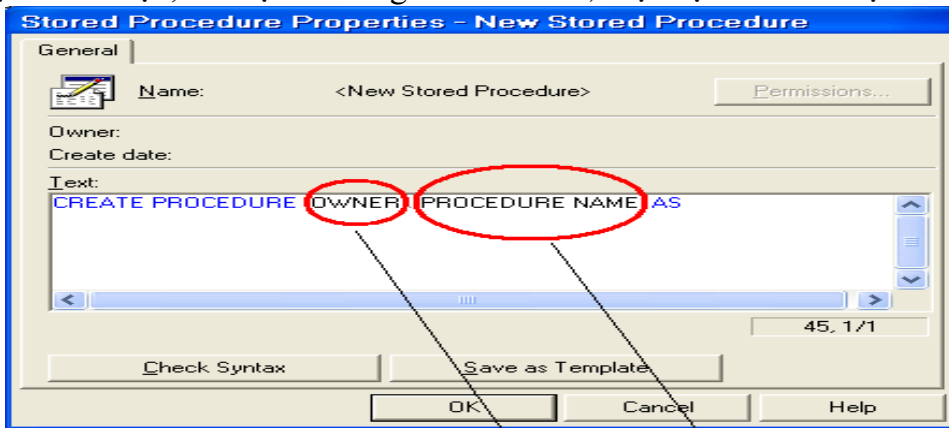 Stored Procedure Properties - New Stored Procedure
General
Name: <New Stored Procedure> Permissions...
Owner:
Create date:
Text:
CREATE PROCEDURE OWNER PROCEDURE NAME AS
45, 1/1
Check Syntax Save as Template
OK Cancel Help